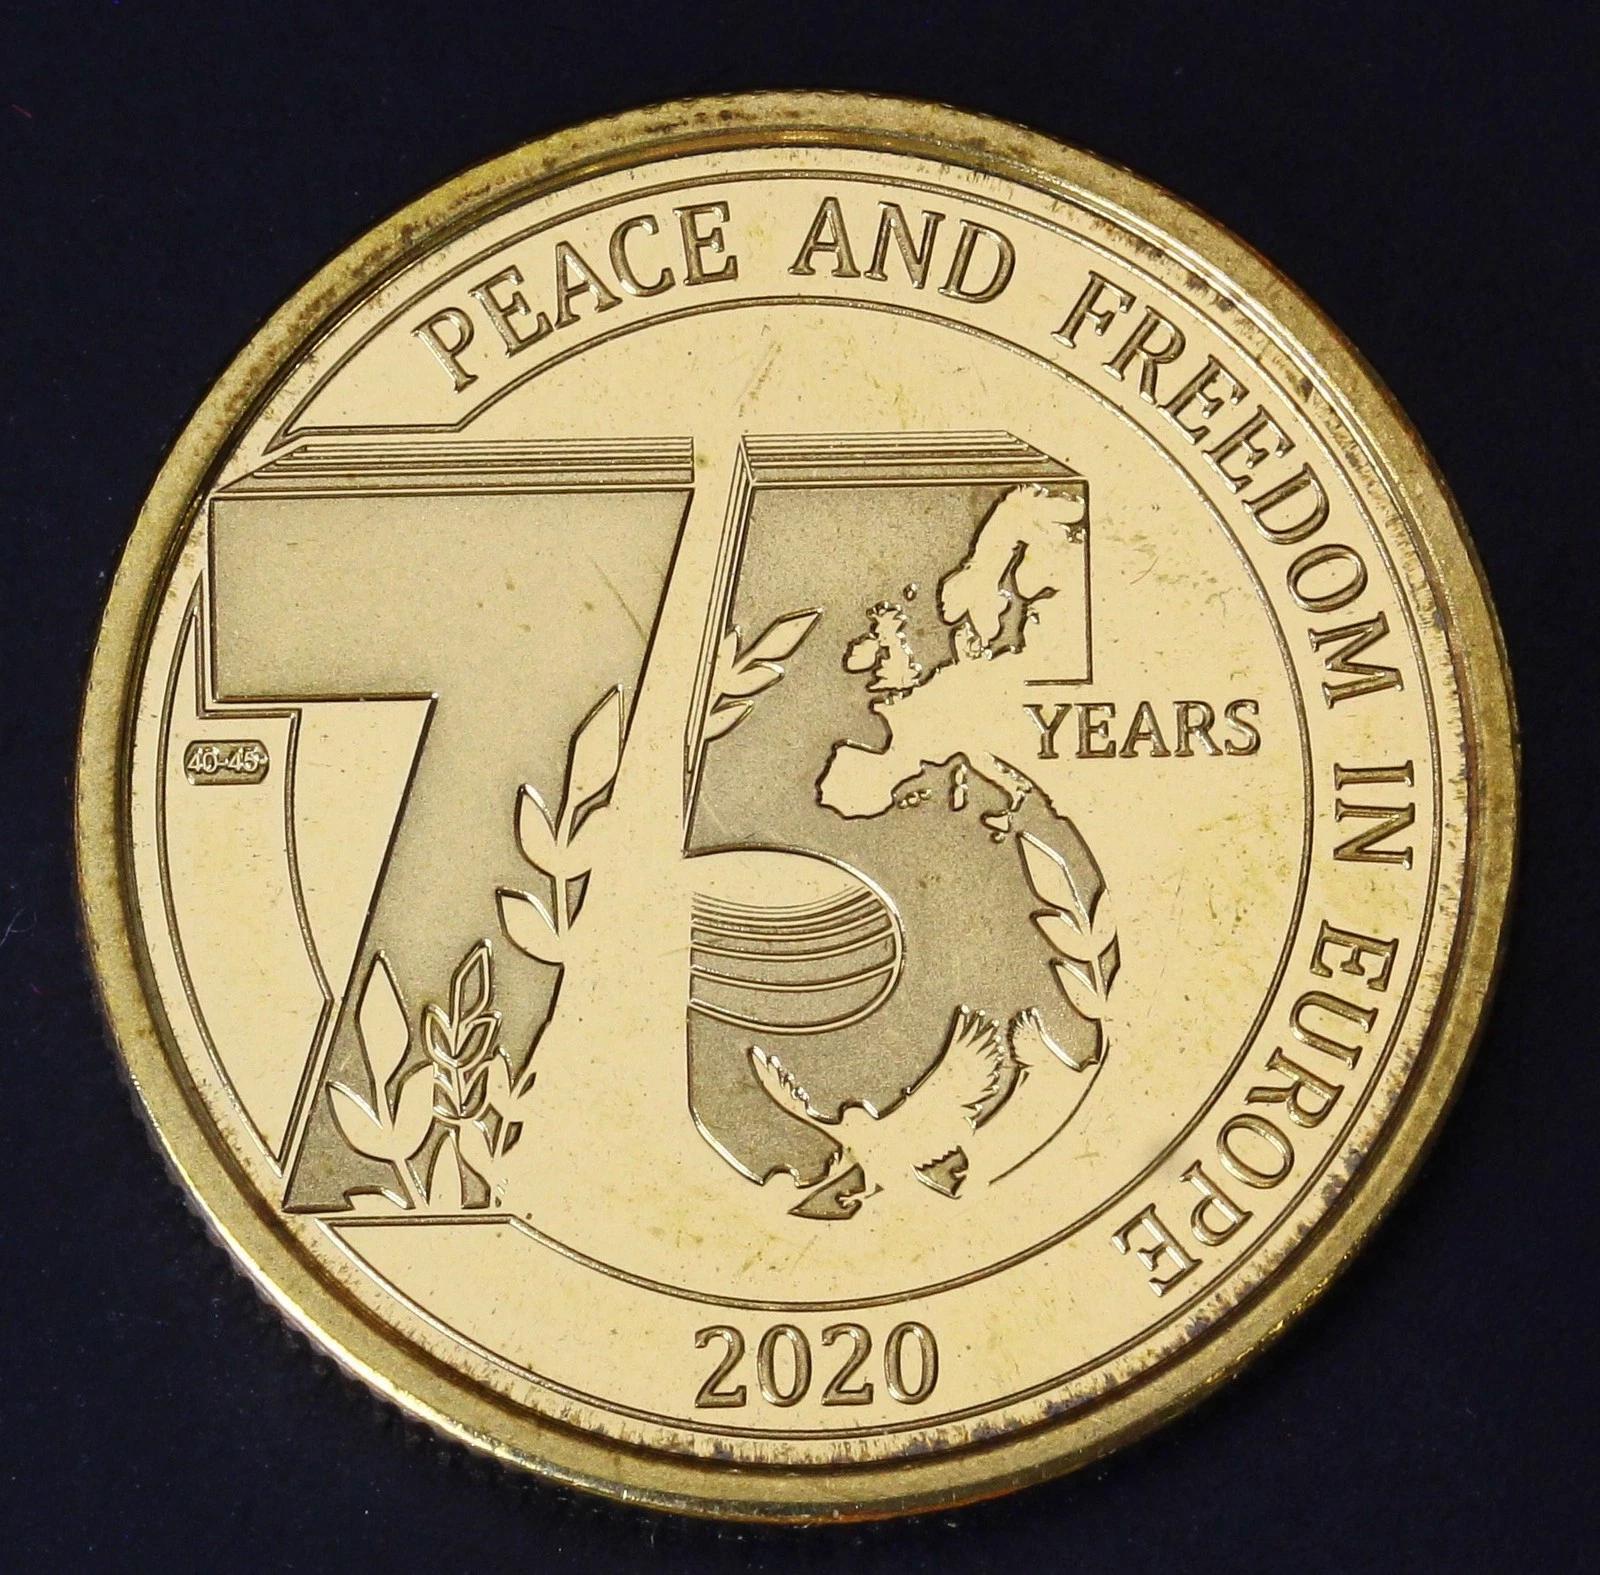 PEACE AND FREEDOM IN EUROPE
75
YEARS
40-45
2020